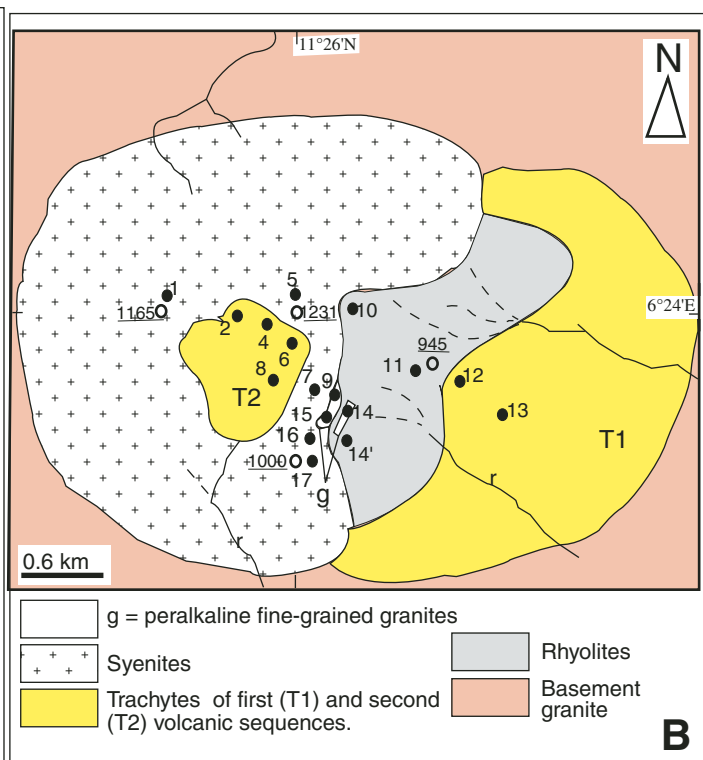 11°26'N
N
1
5
1165
1231
6°24'E
10
2
4
945
6
11
8
7
9
12
T2
15
14
13
16
T1
14'
1000
17
r
g
r
0.6 km
g = peralkaline fine-grained granites
Syenites
Rhyolites
Trachytes of first (T1) and second
(T2) volcanic sequences.
Basement
granite
B